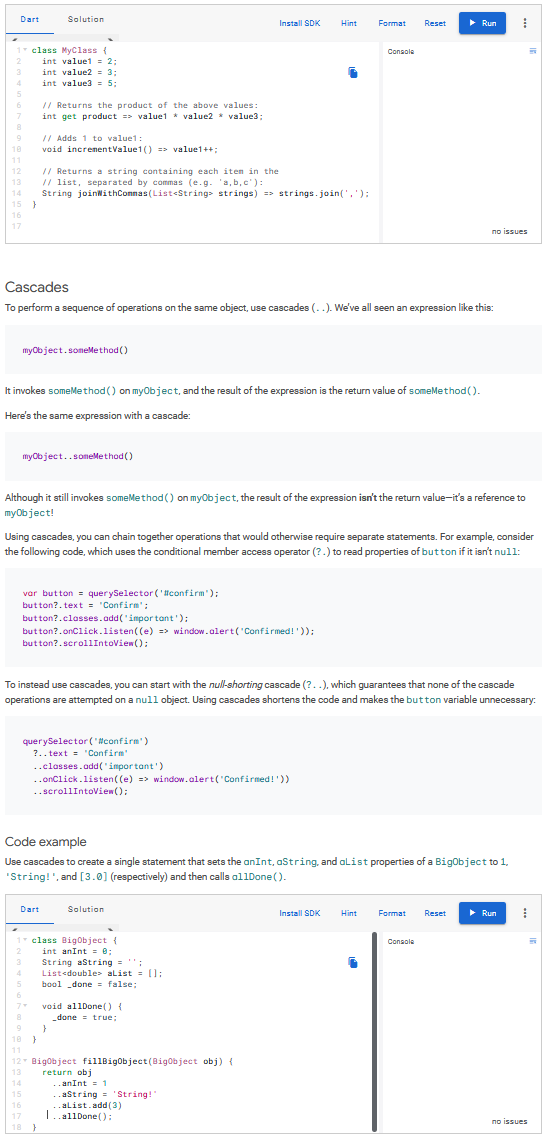 Dart Solution Install SDK Hint Format Reset Run
1 class MyClass { Console
2 int value1 = 2;
3 int value2 = 3;
4 int value3 = 5;
5
6 // Returns the product of the above values:
7 int get product => value1 * value2 * value3;
8
9 // Adds 1 to value1:
10 void incrementValue1() => value1++;
11
12 // Returns a string containing each item in the
13 // list, separated by commas (e.g. 'a,b,c'):
14 String joinWithCommas(List<String> strings) => strings.join(',');
15 }
16
17
no issues
Cascades
To perform a sequence of operations on the same object, use cascades (..). We've all seen an expression like this:
myObject.someMethod()
It invokes someMethod() on myObject, and the result of the expression is the return value of someMethod().
Here's the same expression with a cascade:
myObject..someMethod()
Although it still invokes someMethod() on myObject, the result of the expression isn't the return value—it's a reference to
myObject!
Using cascades, you can chain together operations that would otherwise require separate statements. For example, consider
the following code, which uses the conditional member access operator (?.) to read properties of button if it isn't null:
var button = querySelector('#confirm');
button?.text = 'Confirm';
button?.classes.add('important');
button?.onClick.listen((e) => window.alert('Confirmed!'));
button?.scrollIntoView();
To instead use cascades, you can start with the null-shorting cascade (?..), which guarantees that none of the cascade
operations are attempted on a null object. Using cascades shortens the code and makes the button variable unnecessary:
querySelector('#confirm')
?..text = 'Confirm'
..classes.add('important')
..onClick.listen((e) => window.alert('Confirmed!'))
..scrollIntoView();
Code example
Use cascades to create a single statement that sets the anInt, aString, and aList properties of a BigObject to 1,
'String!', and [3.0] (respectively) and then calls allDone().
Dart Solution Install SDK Hint Format Reset Run
1 class BigObject { Console
2 int anInt = 0;
3 String aString = '';
4 List<double> aList = [];
5 bool _done = false;
6
7 void allDone() {
8 _done = true;
9 }
10 }
11
12 BigObject fillBigObject(BigObject obj) {
13 return obj
14 ..anInt = 1
15 ..aString = 'String!'
16 ..aList.add(3)
17 ..allDone();
18 }
no issues